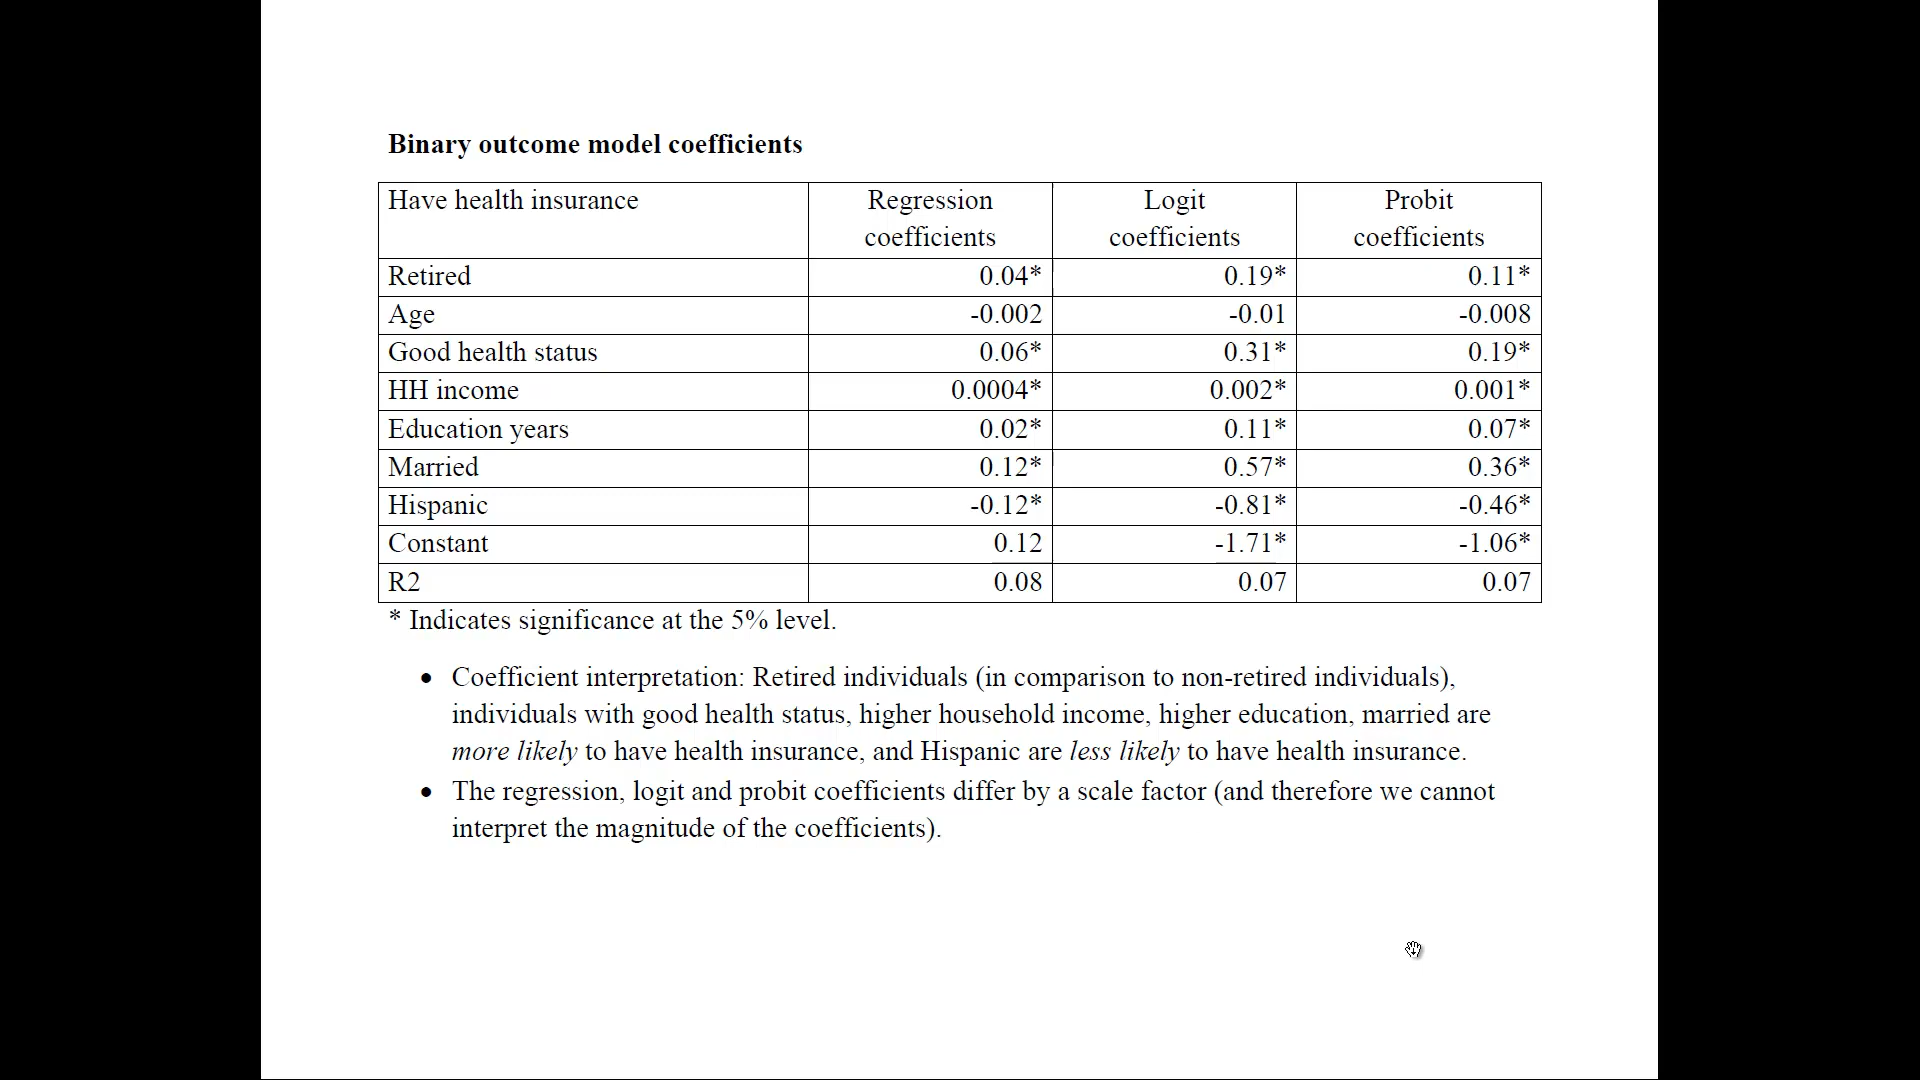 Binary outcome model coefficients
Have health insurance Regression coefficients Logit coefficients Probit coefficients
Retired 0.04* 0.19* 0.11*
Age -0.002 -0.01 -0.008
Good health status 0.06* 0.31* 0.19*
HH income 0.0004* 0.002* 0.001*
Education years 0.02* 0.11* 0.07*
Married 0.12* 0.57* 0.36*
Hispanic -0.12* -0.81* -0.46*
Constant 0.12 -1.71* -1.06*
R2 0.08 0.07 0.07
* Indicates significance at the 5% level.
• Coefficient interpretation: Retired individuals (in comparison to non-retired individuals),
individuals with good health status, higher household income, higher education, married are
more likely to have health insurance, and Hispanic are less likely to have health insurance.
• The regression, logit and probit coefficients differ by a scale factor (and therefore we cannot
interpret the magnitude of the coefficients).